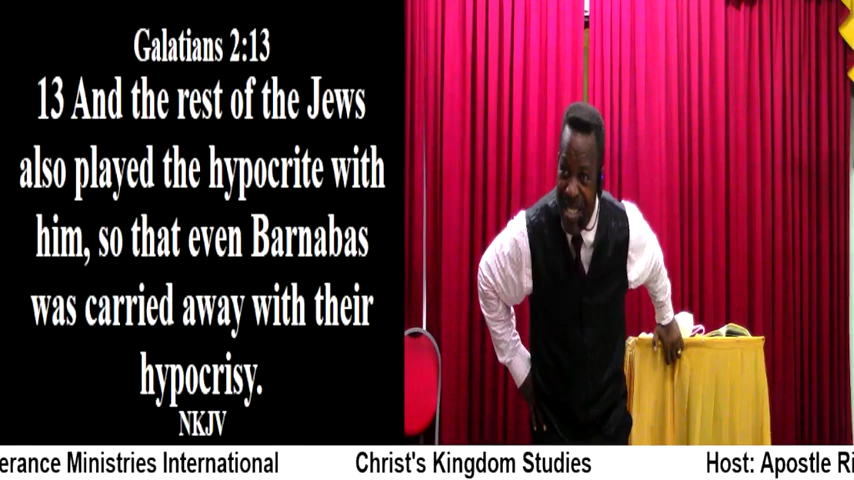 Galatians 2:13
13 And the rest of the Jews
also played the hypocrite with
him, so that even Barnabas
was carried away with their
hypocrisy.
NKJV
erance Ministries International Christ's Kingdom Studies Host: Apostle Ri